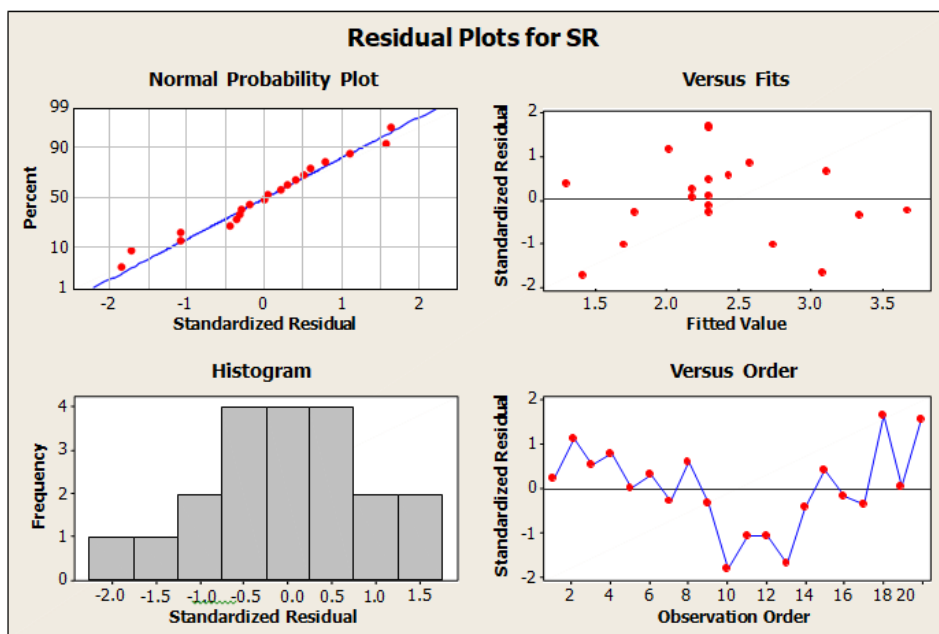 Residual Plots for SR
Normal Probability Plot
Percent
99
90
50
10
1
-2 -1 0 1 2
Standardized Residual
Versus Fits
Standardized Residual
2
1
0
-1
-2
1.5 2.0 2.5 3.0 3.5
Fitted Value
Histogram
Frequency
4
3
2
1
0
-2.0 -1.5 -1.0 -0.5 0.0 0.5 1.0 1.5
Standardized Residual
Versus Order
Standardized Residual
2
1
0
-1
-2
2 4 6 8 10 12 14 16 18 20
Observation Order